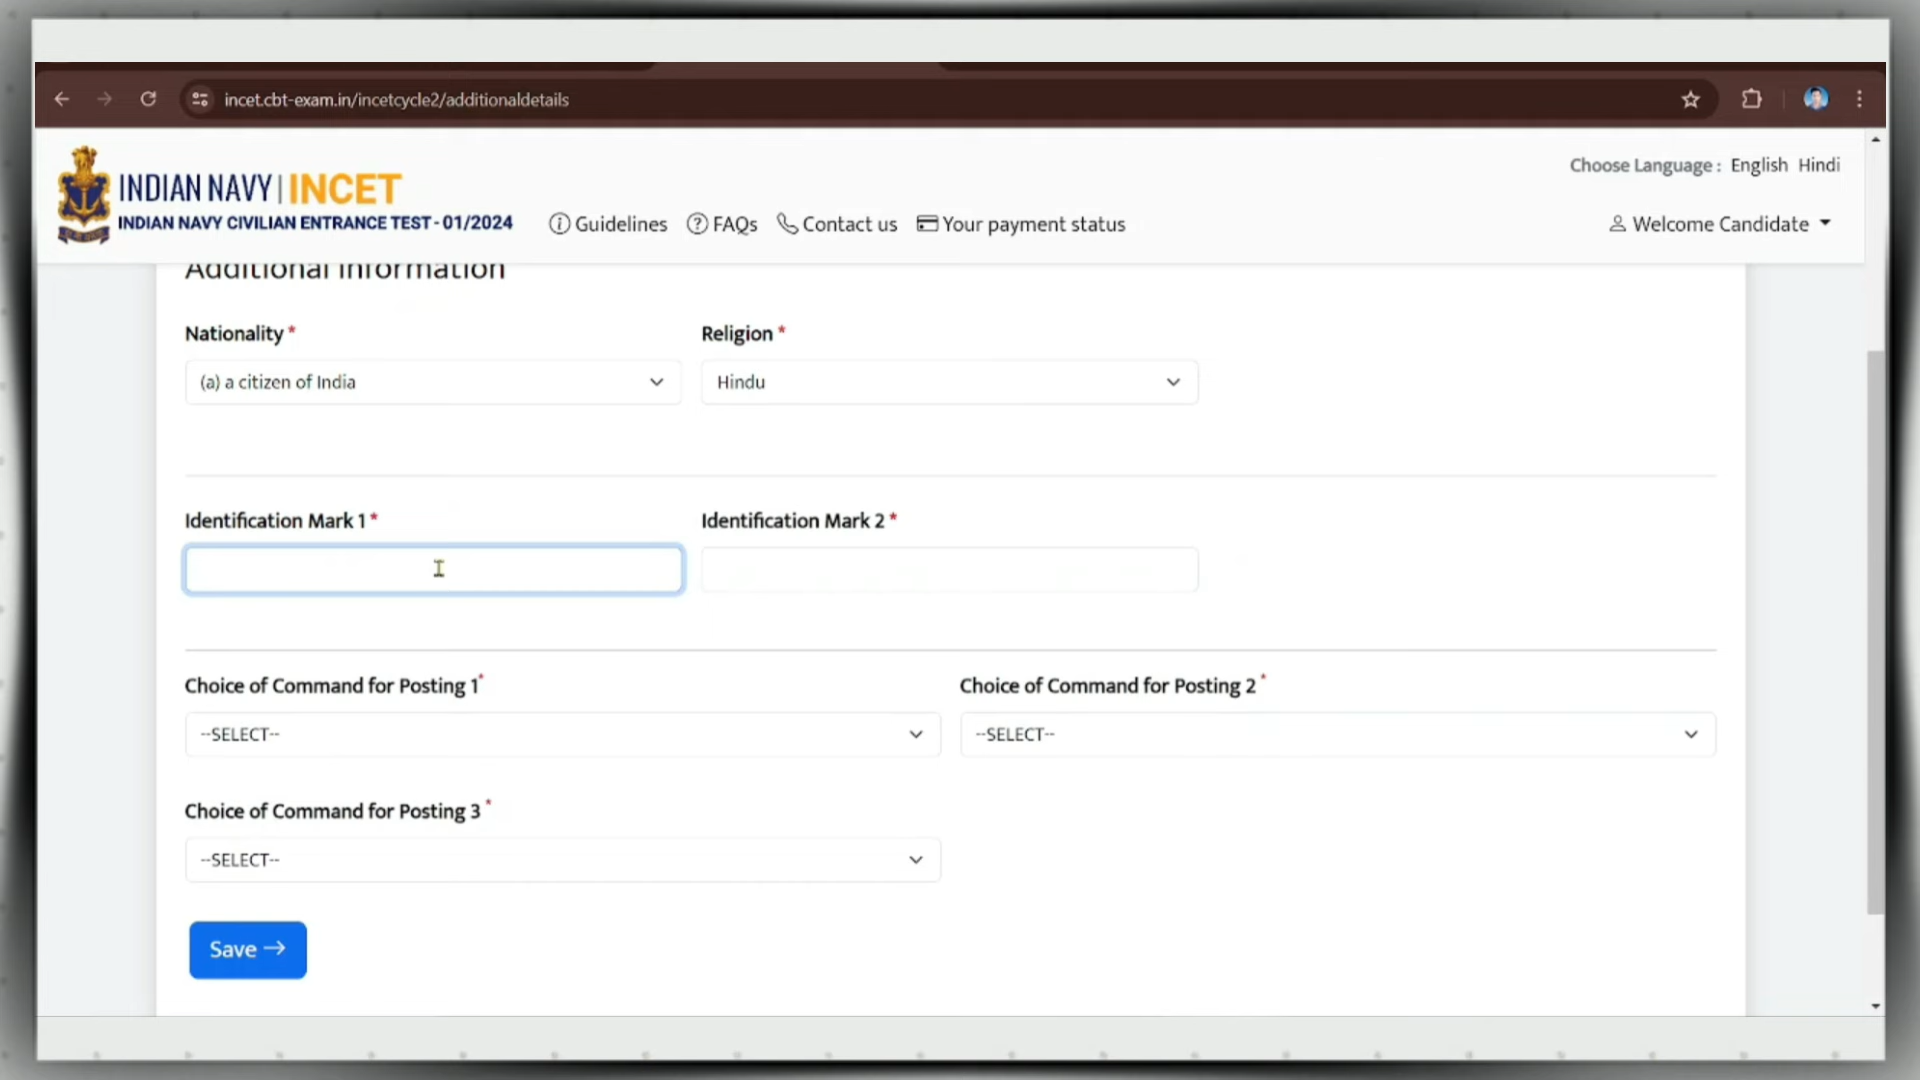 incet.cbt-exam.in/incetcycle2/additionaldetails
Choose Language : English Hindi
INDIAN NAVY | INCET
INDIAN NAVY CIVILIAN ENTRANCE TEST - 01/2024
Guidelines FAQs Contact us Your payment status
Welcome Candidate
Additional Information
Nationality * Religion *
(a) a citizen of India Hindu
Identification Mark 1 * Identification Mark 2 *
Choice of Command for Posting 1 * Choice of Command for Posting 2 *
--SELECT-- --SELECT--
Choice of Command for Posting 3 *
--SELECT--
Save →